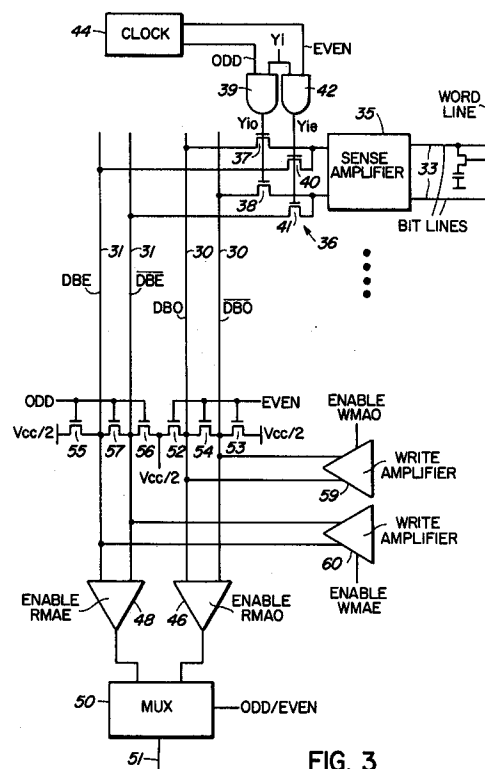 44
CLOCK
Yi
ODD
EVEN
39
42
35
WORD
LINE
Yio
Yie
37
40
SENSE
AMPLIFIER
33
38
41
36
BIT LINES
31
31
30
30
DBE
D̅B̅E̅
DBO
D̅B̅O̅
ODD
EVEN
ENABLE
WMAO
Vcc/2
Vcc/2
55
57
56
52
54
53
Vcc/2
WRITE
AMPLIFIER
59
WRITE
AMPLIFIER
60
ENABLE
RMAE
48
46
ENABLE
RMAO
ENABLE
WMAE
50
MUX
ODD/EVEN
51
FIG. 3